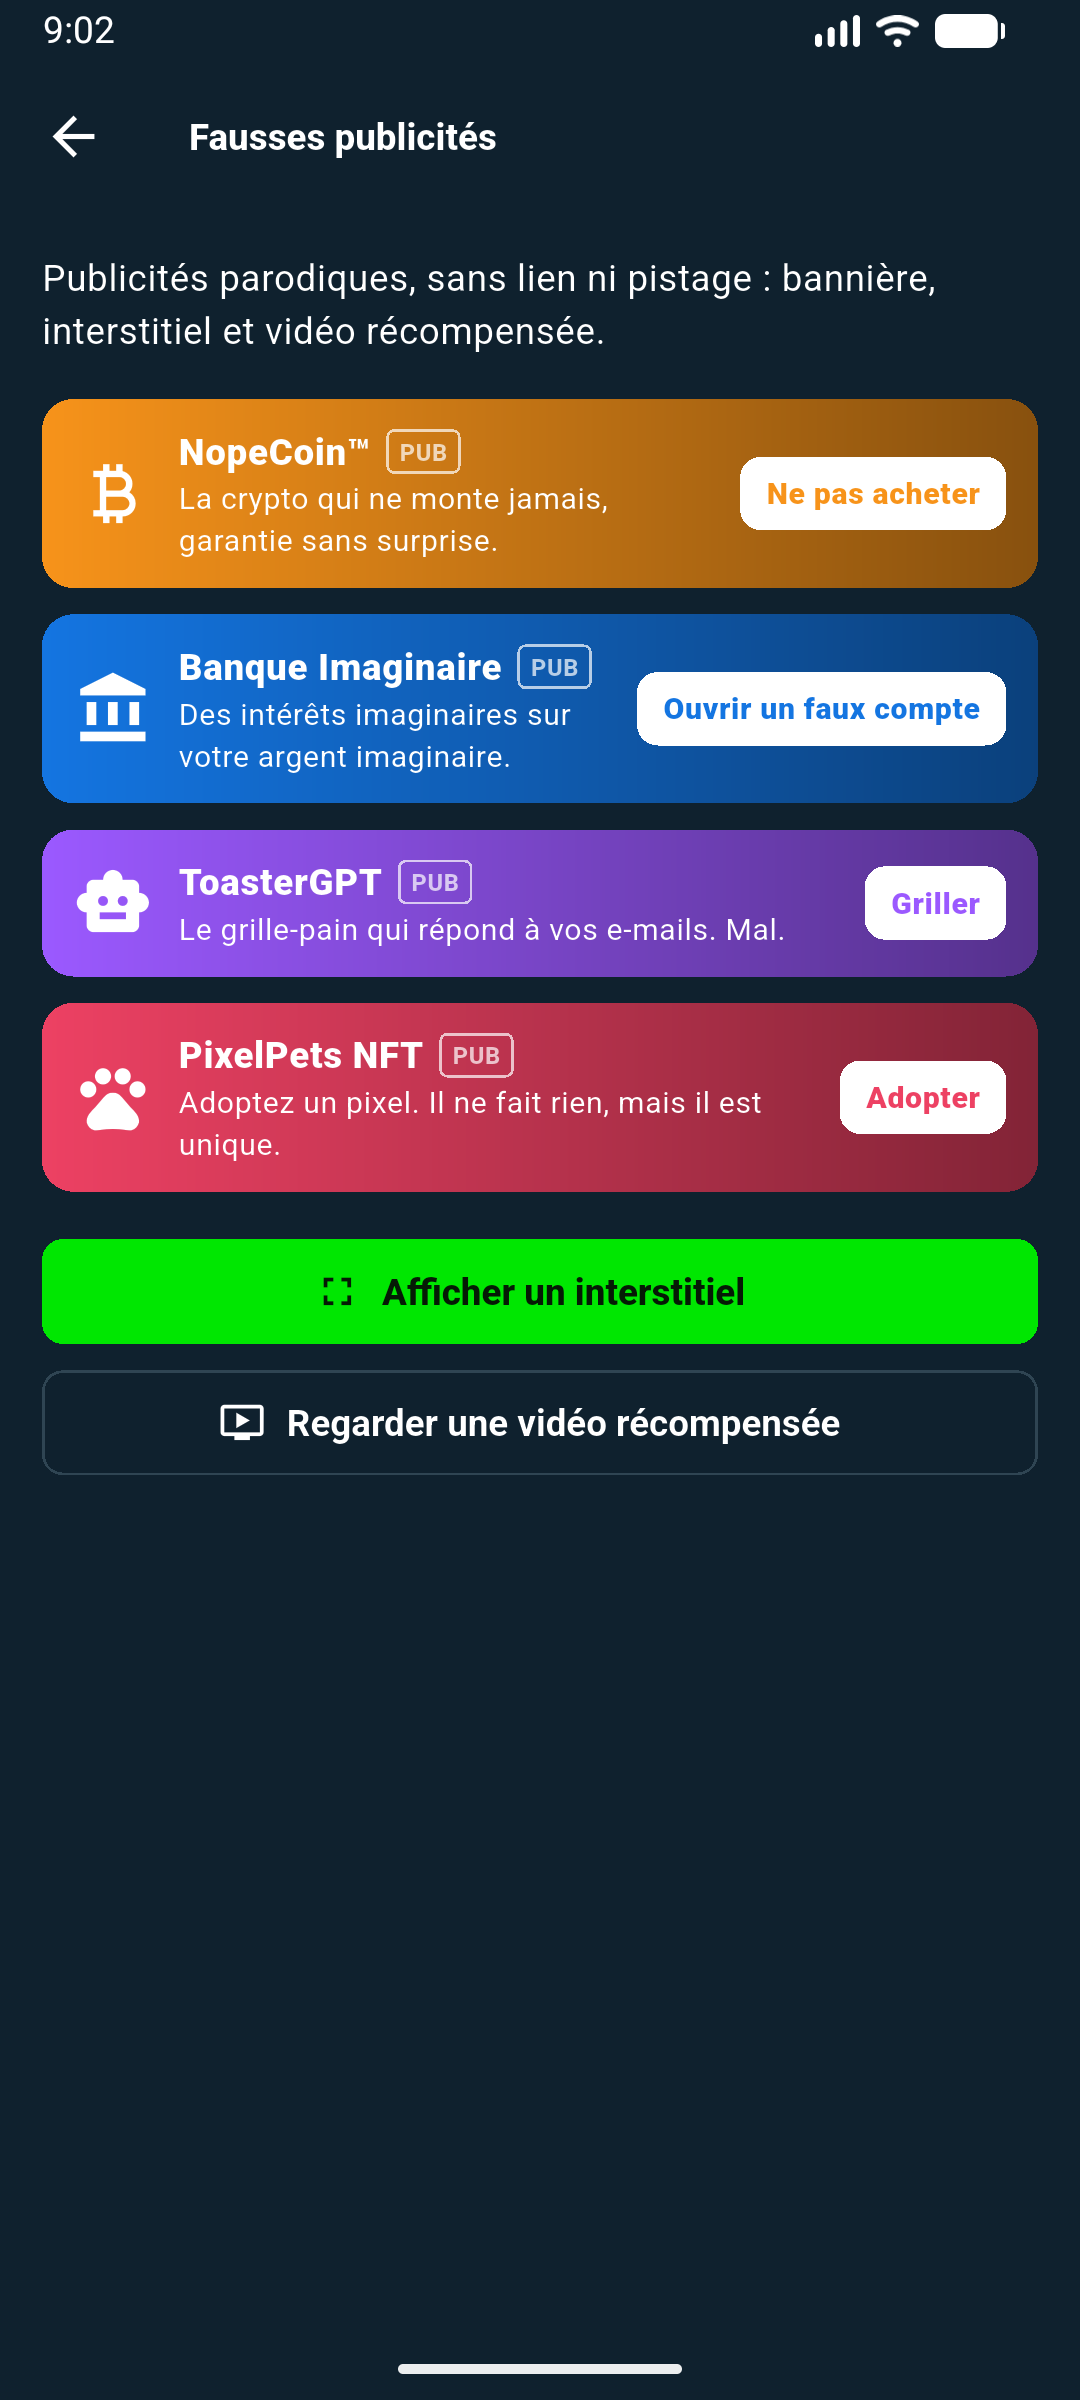 9:02
Fausses publicités
Publicités parodiques, sans lien ni pistage : bannière,
interstitiel et vidéo récompensée.
NopeCoin™ PUB
La crypto qui ne monte jamais,
garantie sans surprise.
Ne pas acheter
Banque Imaginaire PUB
Des intérêts imaginaires sur
votre argent imaginaire.
Ouvrir un faux compte
ToasterGPT PUB
Le grille-pain qui répond à vos e-mails. Mal.
Griller
PixelPets NFT PUB
Adoptez un pixel. Il ne fait rien, mais il est
unique.
Adopter
Afficher un interstitiel
Regarder une vidéo récompensée